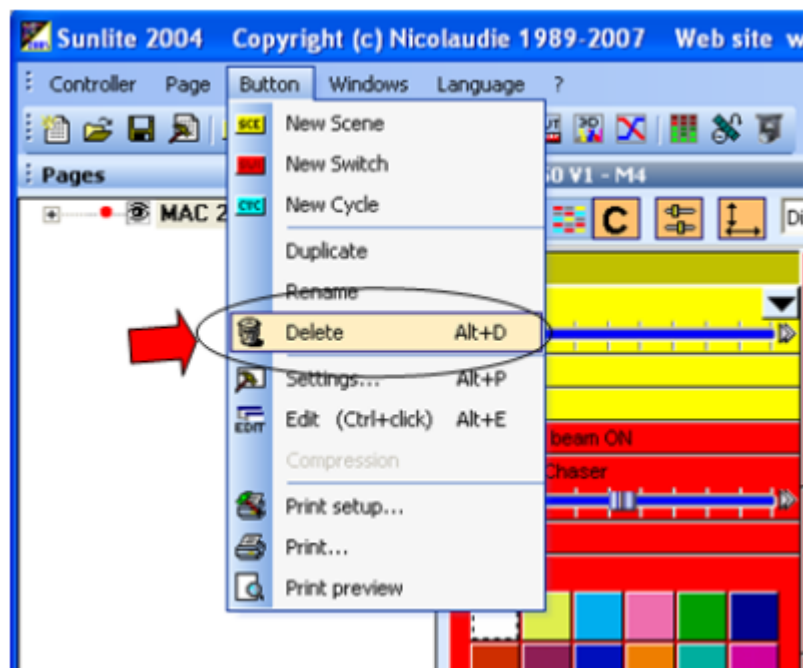 Sunlite 2004 Copyright (c) Nicolaudie 1989-2007 Web site
Controller Page Button Windows Language ?
Pages
V1 - M4
MAC
C
New Scene
New Switch
New Cycle
Duplicate
Rename
Delete Alt+D
Settings... Alt+P
EDIT Edit (Ctrl+click) Alt+E
beam ON
Compression
Chaser
Print setup...
Print...
Print preview
SCE
CYC
3D